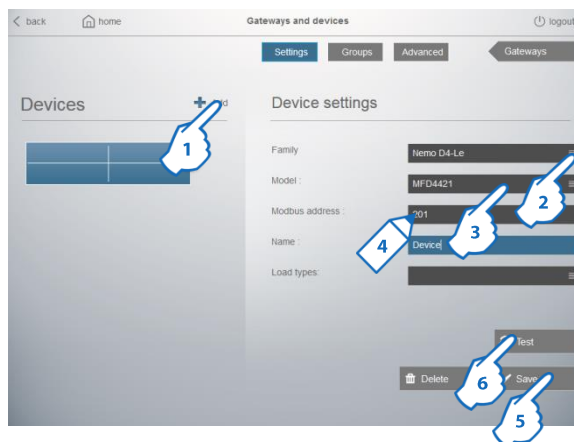 back
home
Gateways and devices
logout
Settings
Groups
Advanced
Gateways
Devices
Device settings
1
Family
Nemo D4-Le
Model :
MFD4421
2
Modbus address :
201
3
4
Name :
Device
Load types:
Test
Delete
6
Save
5